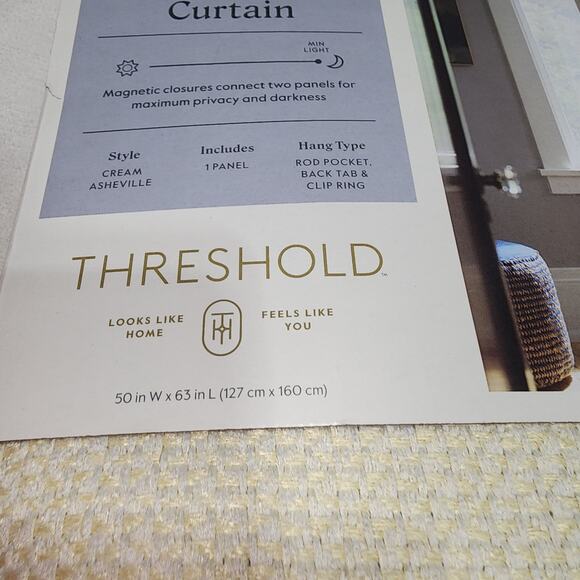 Curtain
MIN
LIGHT
Magnetic closures connect two panels for
maximum privacy and darkness
Style
CREAM
ASHEVILLE
Includes
1 PANEL
Hang Type
ROD POCKET,
BACK TAB &
CLIP RING
THRESHOLD™
LOOKS LIKE
HOME
TH
FEELS LIKE
YOU
50 in W x 63 in L (127 cm x 160 cm)